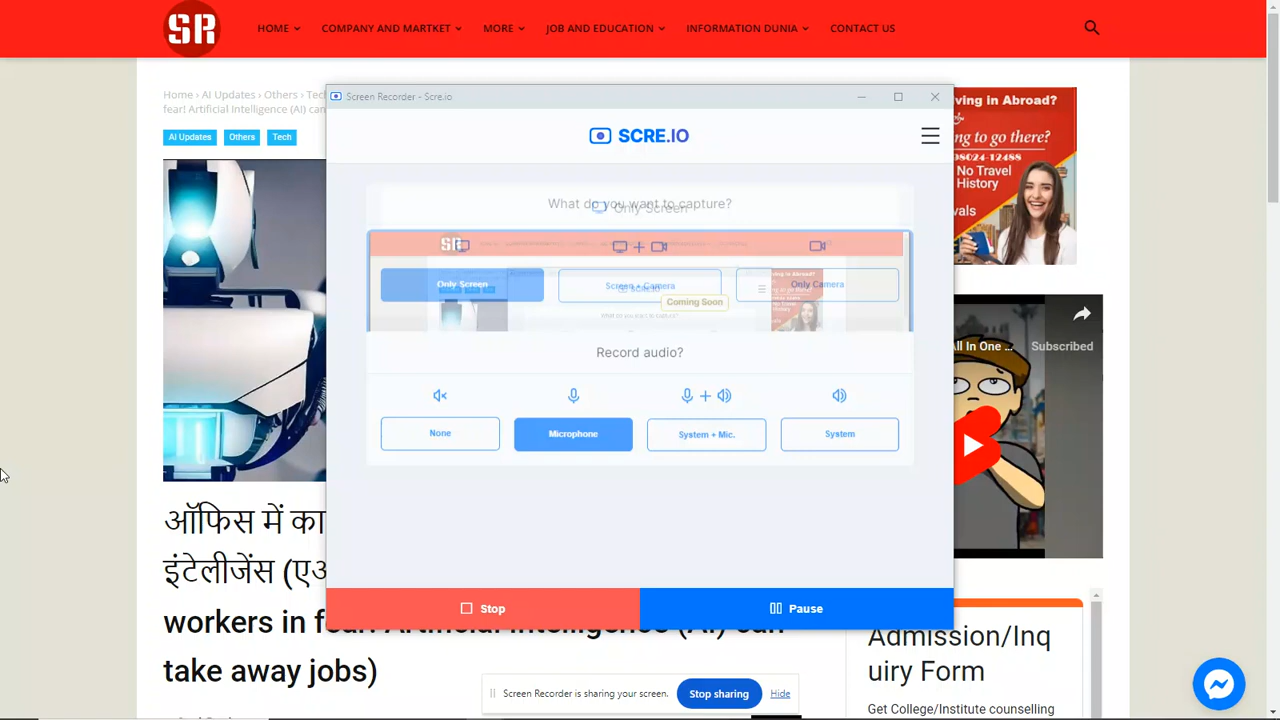 SR
HOME
COMPANY AND MARTKET
MORE
JOB AND EDUCATION
INFORMATION DUNIA
CONTACT US
Home › AI Updates › Others › Tec
fear! Artificial Intelligence (AI) can
AI Updates
Others
Tech
Screen Recorder - Scre.io
SCRE.IO
What do you want to capture?
Only Screen
Only Screen
Screen + Camera
Only Camera
Coming Soon
Record audio?
None
Microphone
System + Mic.
System
Stop
Pause
ving in Abroad?
going to go there?
98024-12488
No Travel
History
vals
All In One ...
Subscribed
ऑफिस में का
इंटेलीजेंस (एअ
workers in fear! Artificial Intelligence (AI) can
take away jobs)
Screen Recorder is sharing your screen.
Stop sharing
Hide
Admission/Inq
uiry Form
Get College/Institute counselling